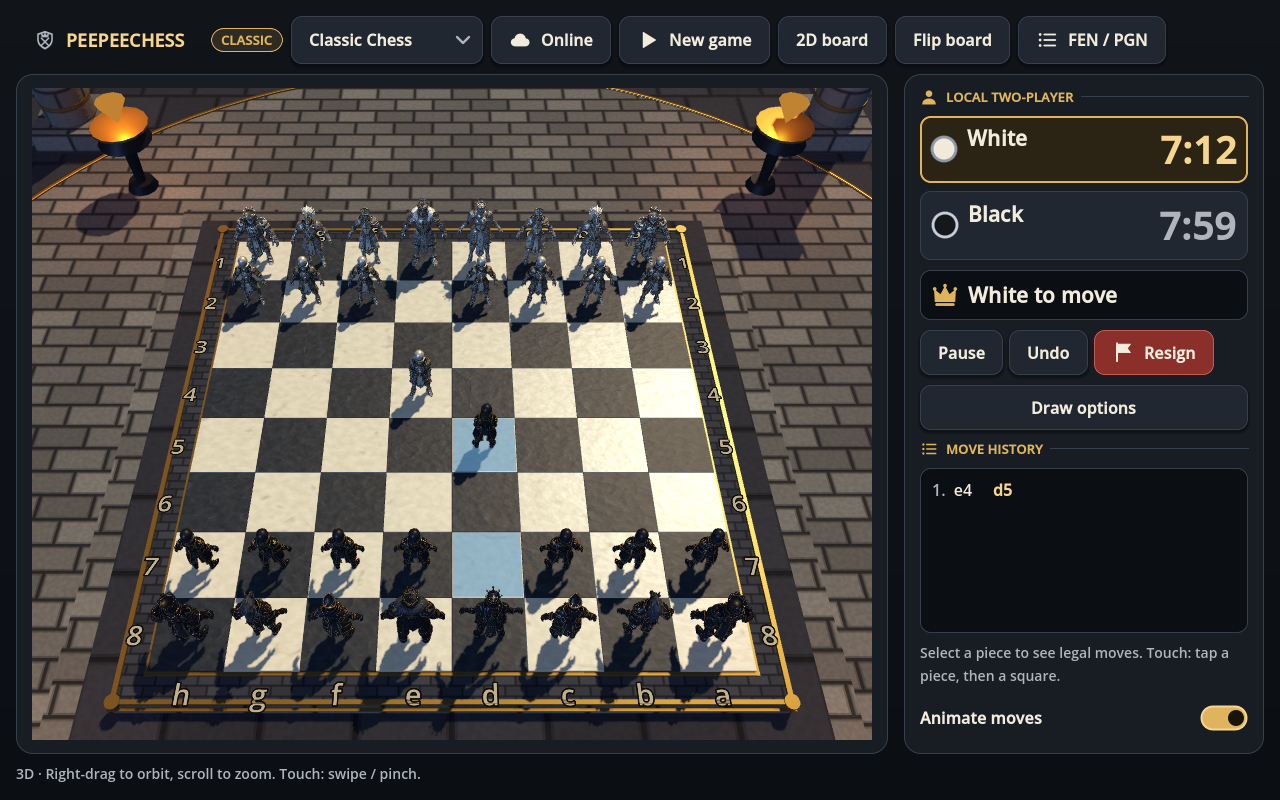 PEEPEECHESS
CLASSIC
Classic Chess
Online
New game
2D board
Flip board
FEN / PGN
1
1
2
2
3
3
4
4
5
5
6
6
7
7
8
8
h g f e d c b a
LOCAL TWO-PLAYER
White
7:12
Black
7:59
White to move
Pause
Undo
Resign
Draw options
MOVE HISTORY
1. e4 d5
Select a piece to see legal moves. Touch: tap a
piece, then a square.
Animate moves
3D · Right-drag to orbit, scroll to zoom. Touch: swipe / pinch.